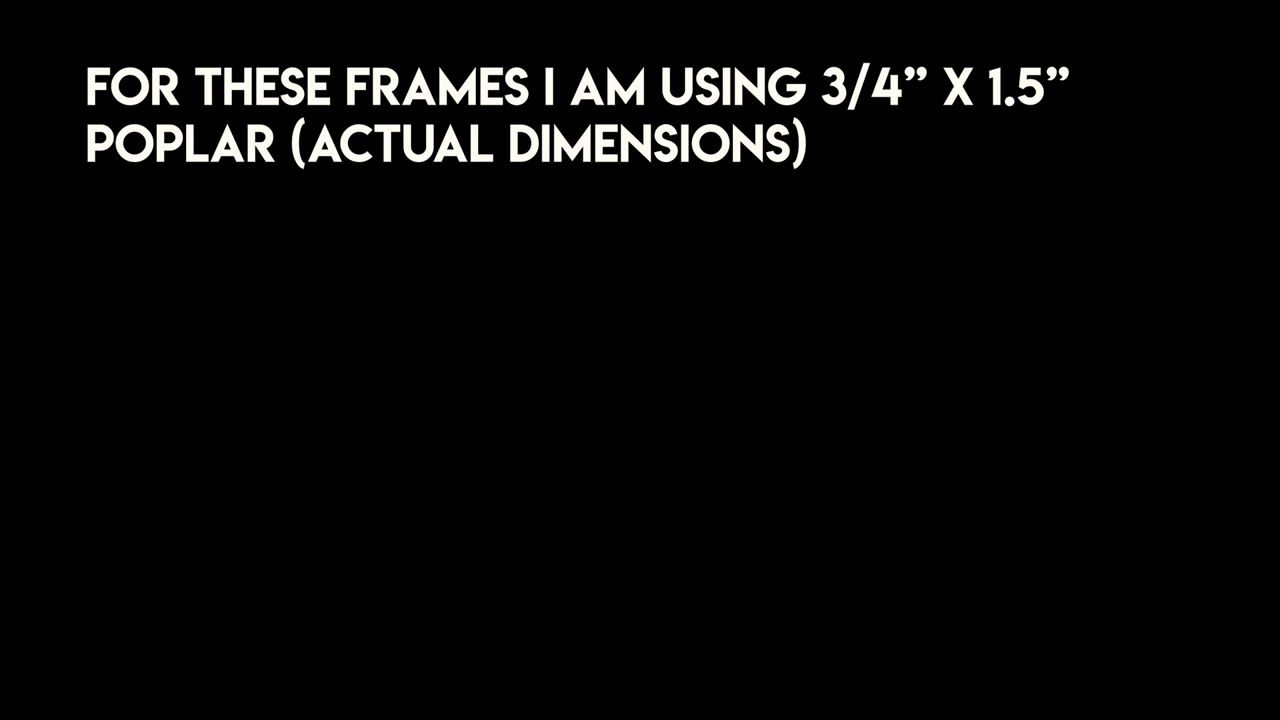 FOR THESE FRAMES I AM USING 3/4” X 1.5”
POPLAR (ACTUAL DIMENSIONS)